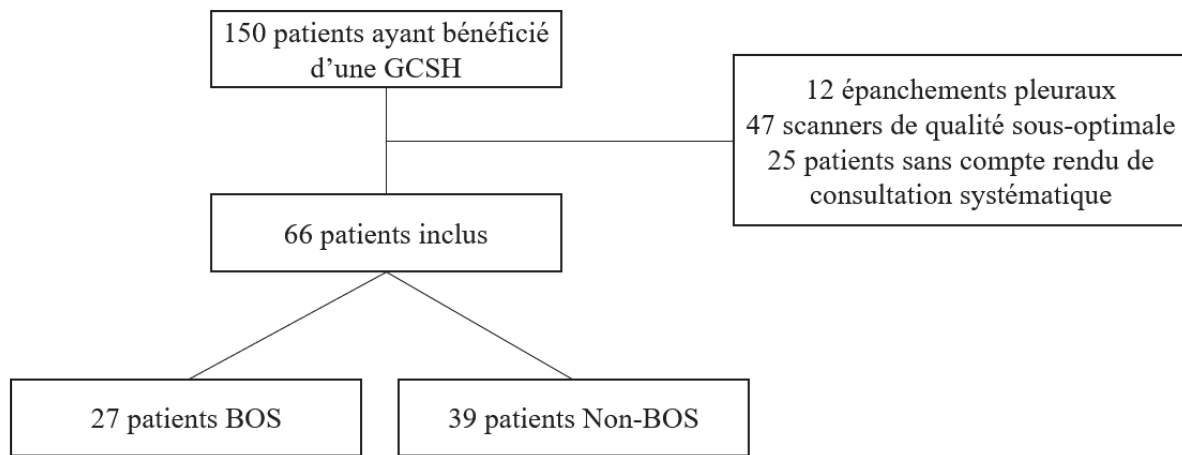 150 patients ayant bénéficié
d’une GCSH
12 épanchements pleuraux
47 scanners de qualité sous-optimale
25 patients sans compte rendu de
consultation systématique
66 patients inclus
27 patients BOS
39 patients Non-BOS